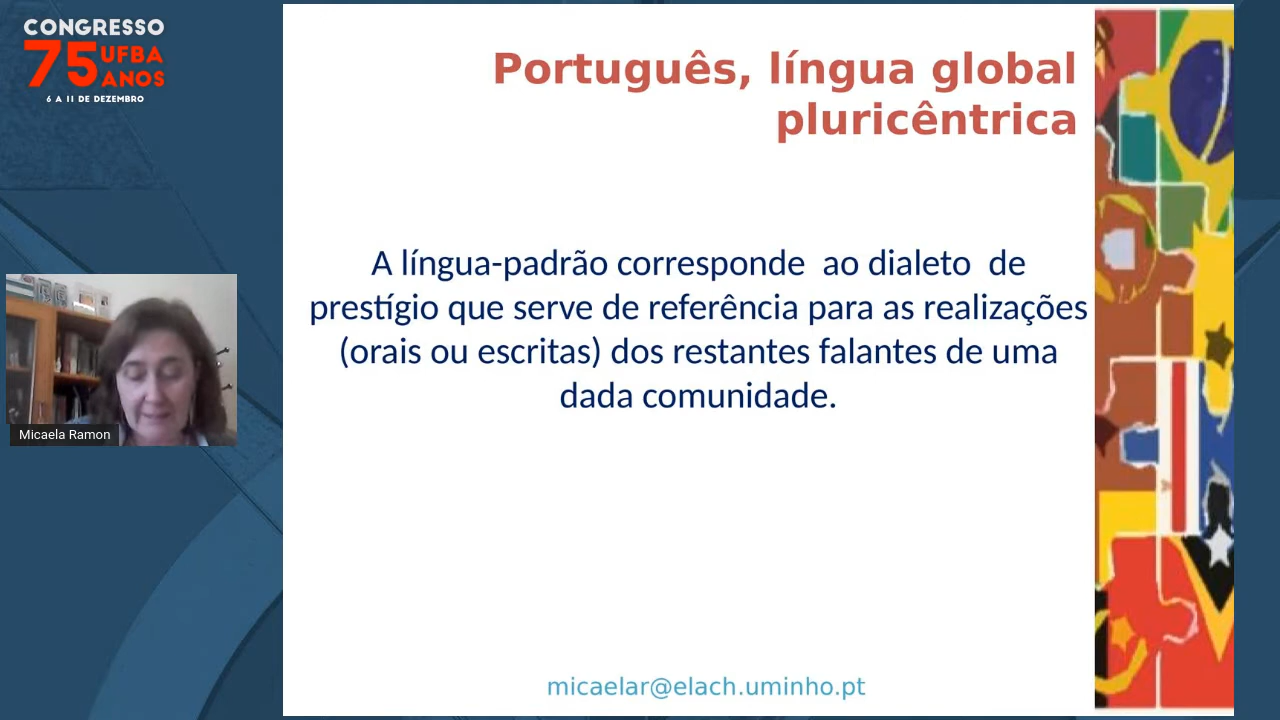 CONGRESSO
75 UFBA
ANOS
6 A 11 DE DEZEMBRO
Português, língua global
pluricêntrica
A língua-padrão corresponde  ao dialeto  de
prestígio que serve de referência para as realizações
(orais ou escritas) dos restantes falantes de uma
dada comunidade.
Micaela Ramon
micaelar@elach.uminho.pt